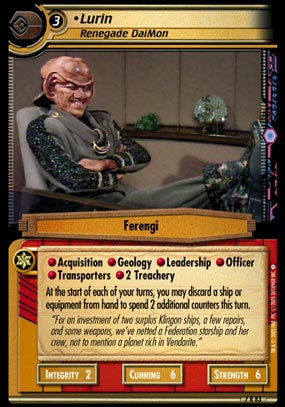 3
• Lurin
Renegade DaiMon
Ferengi
• Acquisition • Geology • Leadership • Officer
• Transporters • 2 Treachery
At the start of each of your turns, you may discard a ship or
equipment from hand to spend 2 additional counters this turn.
"For an investment of two surplus Klingon ships, a few repairs,
and some weapons, we've netted a Federation starship and her
crew, not to mention a planet rich in Vendarite."
INTEGRITY 2
CUNNING 6
STRENGTH 6